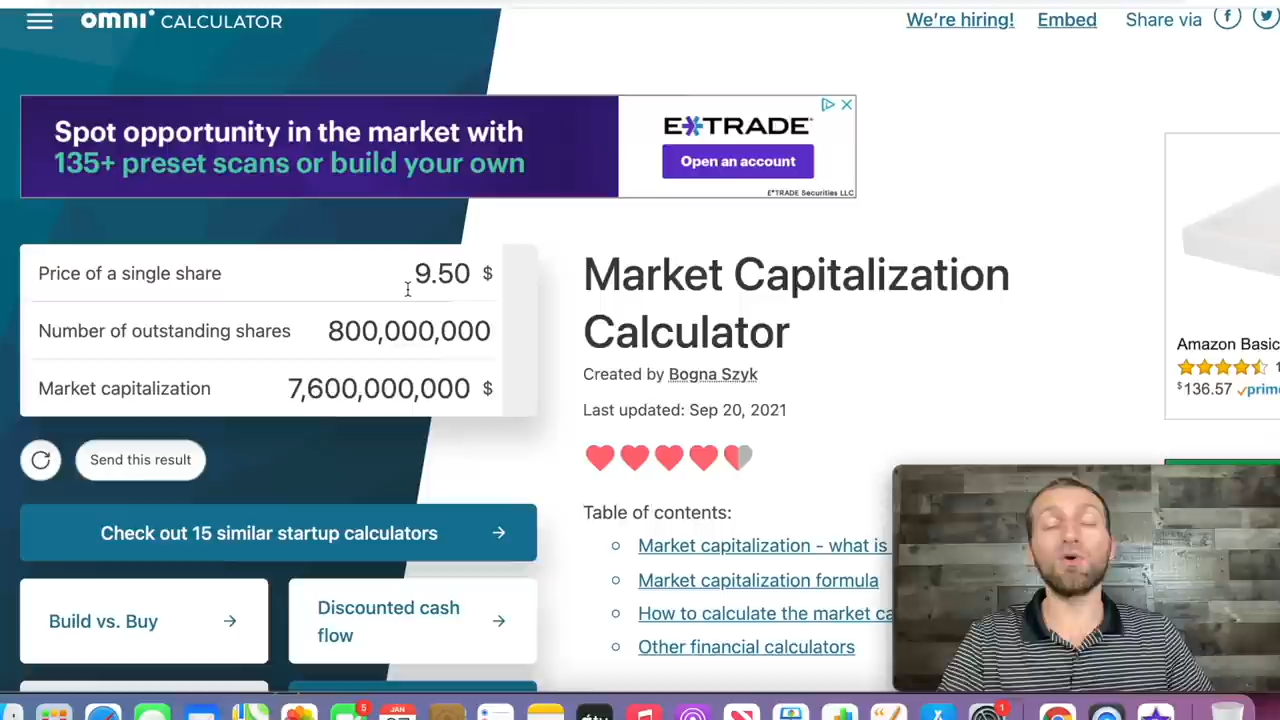 omni CALCULATOR
We're hiring!
Embed
Share via
Spot opportunity in the market with
135+ preset scans or build your own
E*TRADE
Open an account
E*TRADE Securities LLC
Price of a single share 9.50 $
Number of outstanding shares 800,000,000
Market capitalization 7,600,000,000 $
Send this result
Check out 15 similar startup calculators
Build vs. Buy
Discounted cash
flow
Market Capitalization
Calculator
Created by Bogna Szyk
Last updated: Sep 20, 2021
Table of contents:
Market capitalization - what is
Market capitalization formula
How to calculate the market ca
Other financial calculators
Amazon Basic
$136.57 prim
5
JAN
1